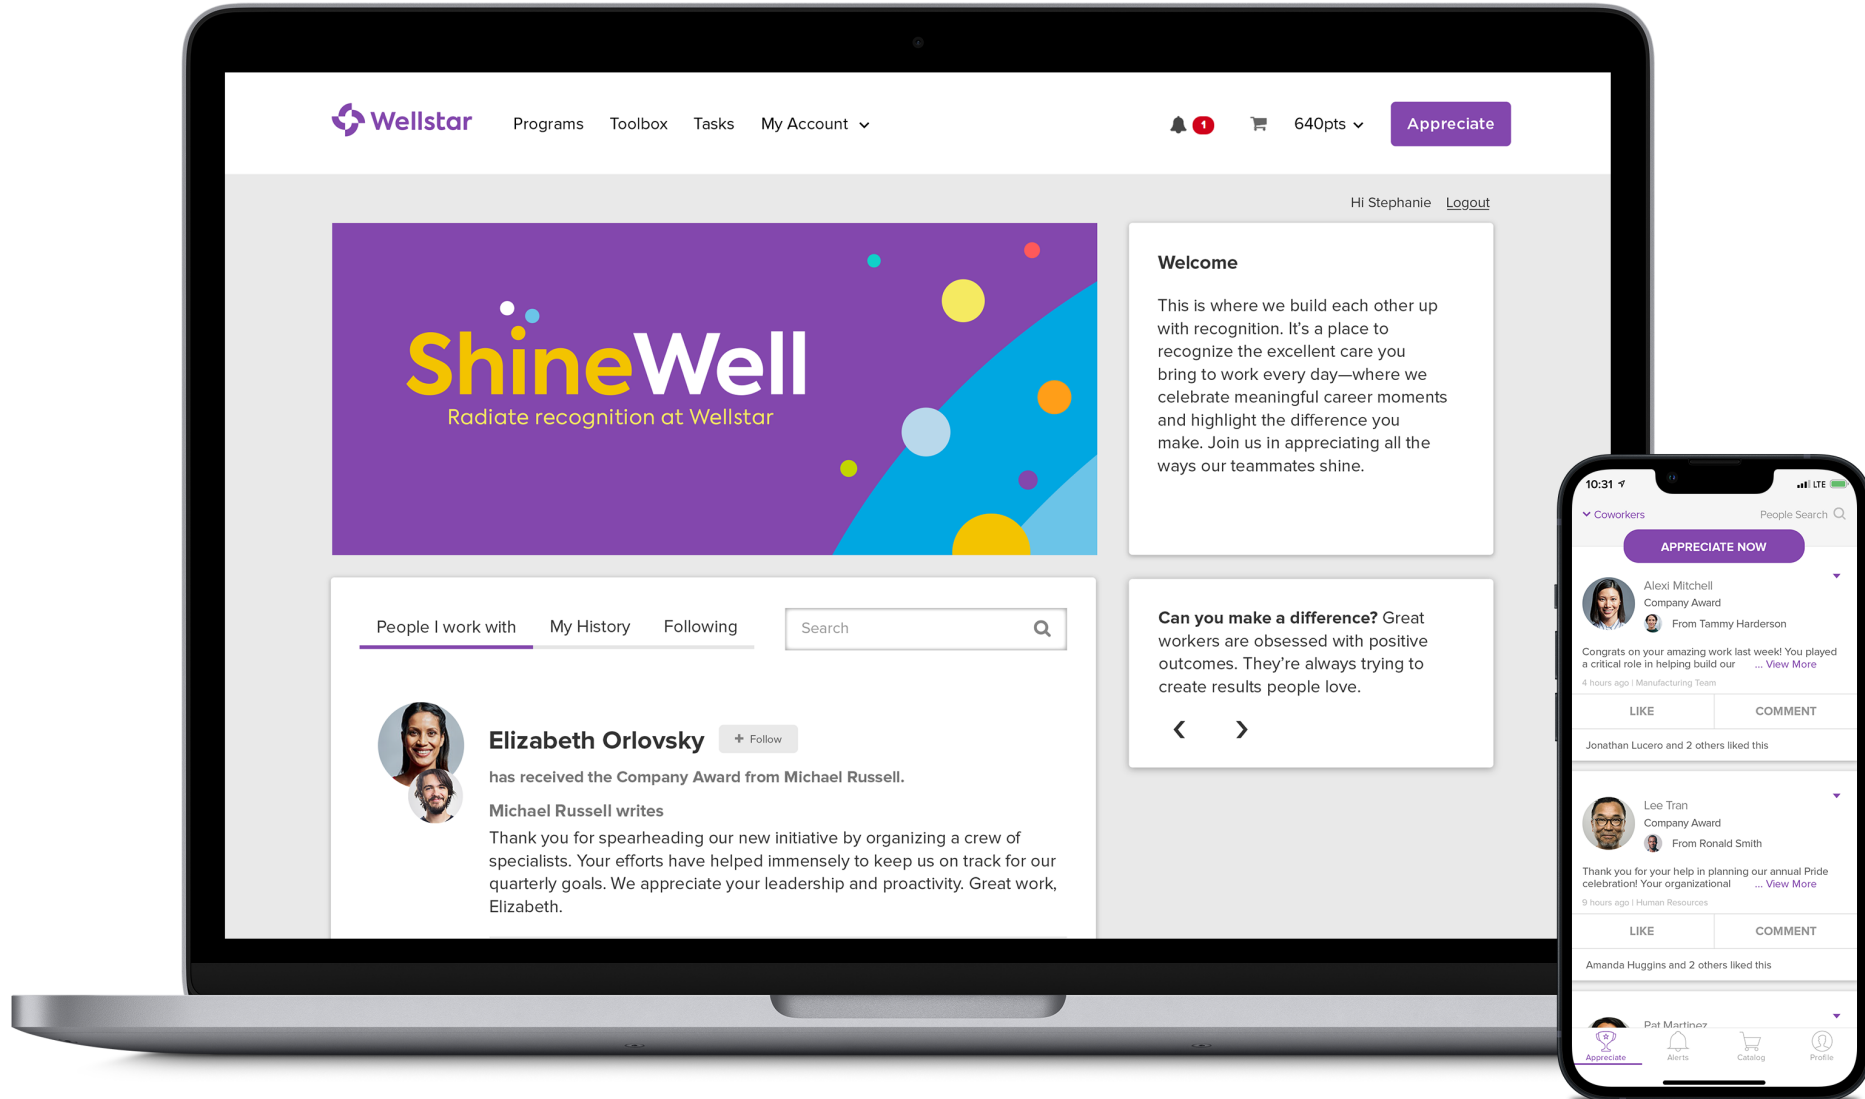 Wellstar
Programs Toolbox Tasks My Account
1
640pts
Appreciate
Hi Stephanie Logout
ShineWell
Radiate recognition at Wellstar
Welcome
This is where we build each other up
with recognition. It’s a place to
recognize the excellent care you
bring to work every day—where we
celebrate meaningful career moments
and highlight the difference you
make. Join us in appreciating all the
ways our teammates shine.
People I work with My History Following
Search
Elizabeth Orlovsky
+ Follow
has received the Company Award from Michael Russell.
Michael Russell writes
Thank you for spearheading our new initiative by organizing a crew of
specialists. Your efforts have helped immensely to keep us on track for our
quarterly goals. We appreciate your leadership and proactivity. Great work,
Elizabeth.
Can you make a difference? Great
workers are obsessed with positive
outcomes. They’re always trying to
create results people love.
10:31 LTE
Coworkers People Search
APPRECIATE NOW
Alexi Mitchell
Company Award
From Tammy Harderson
Congrats on your amazing work last week! You played
a critical role in helping build our ... View More
4 hours ago | Manufacturing Team
LIKE COMMENT
Jonathan Lucero and 2 others liked this
Lee Tran
Company Award
From Ronald Smith
Thank you for your help in planning our annual Pride
celebration! Your organizational ... View More
9 hours ago | Human Resources
LIKE COMMENT
Amanda Huggins and 2 others liked this
Pat Martinez
Appreciate Alerts Catalog Profile